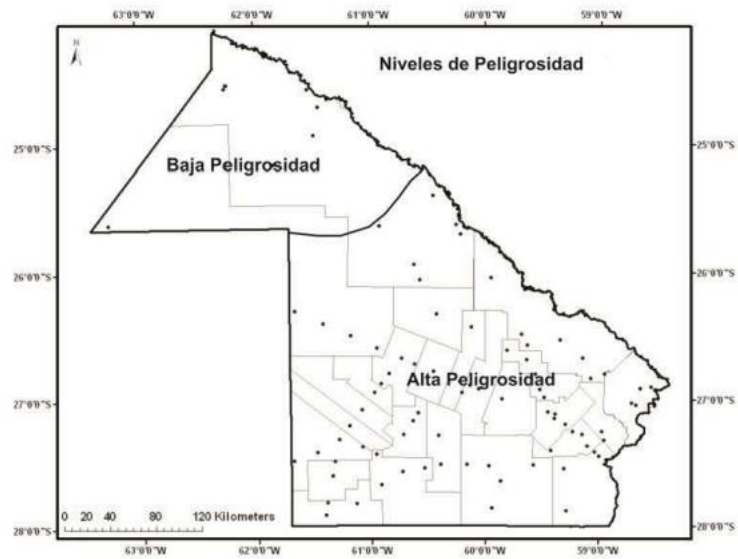 63°0'0"W 62°0'0"W 61°0'0"W 60°0'0"W 59°0'0"W
N
Niveles de Peligrosidad
25°0'0"S 25°0'0"S
Baja Peligrosidad
26°0'0"S 26°0'0"S
Alta Peligrosidad
27°0'0"S 27°0'0"S
0 20 40 80 120 Kilometers
28°0'0"S 28°0'0"S
63°0'0"W 62°0'0"W 61°0'0"W 60°0'0"W 59°0'0"W